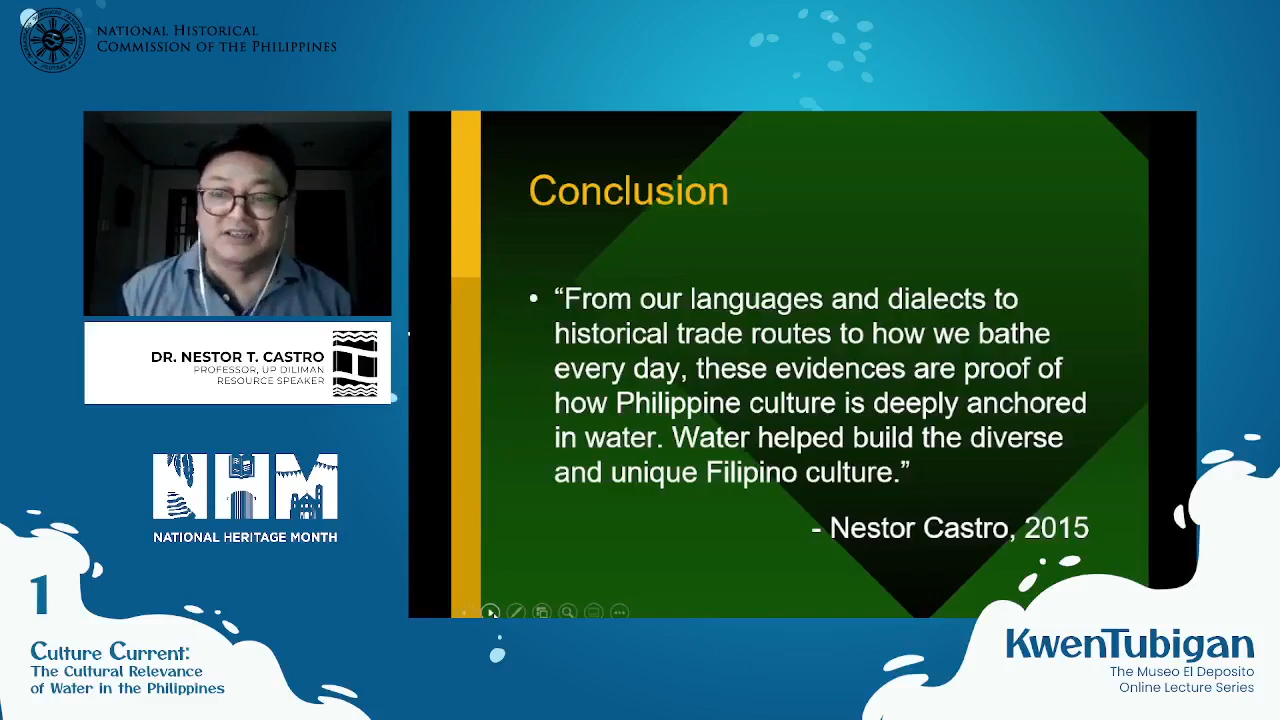 NATIONAL HISTORICAL
COMMISSION OF THE PHILIPPINES
DR. NESTOR T. CASTRO
PROFESSOR, UP DILIMAN
RESOURCE SPEAKER
NHM
NATIONAL HERITAGE MONTH
1
Culture Current:
The Cultural Relevance
of Water in the Philippines
Conclusion
• “From our languages and dialects to
historical trade routes to how we bathe
every day, these evidences are proof of
how Philippine culture is deeply anchored
in water. Water helped build the diverse
and unique Filipino culture.”
- Nestor Castro, 2015
KwenTubigan
The Museo El Deposito
Online Lecture Series